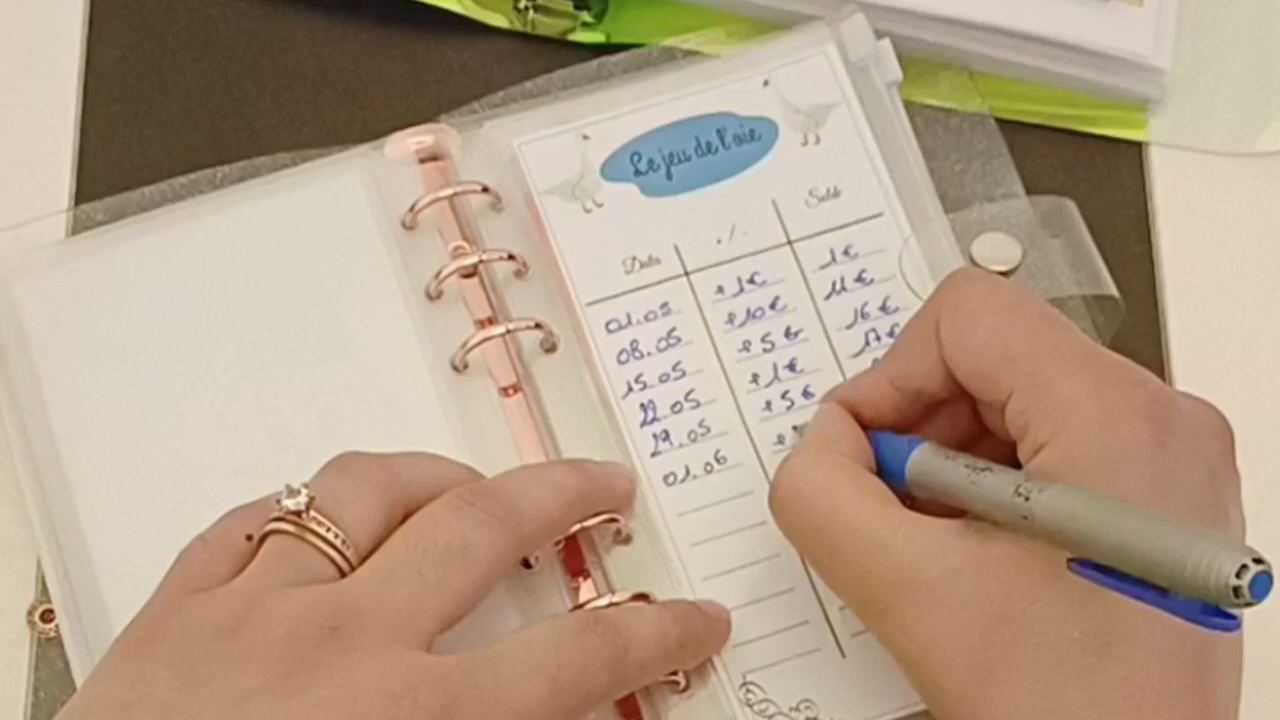 Le jeu de l'oie
Date +/- Solde
01.05 +1€ 1€
08.05 +10€ 11€
15.05 +5€ 16€
22.05 +1€ 17€
29.05 +5€
01.06 +